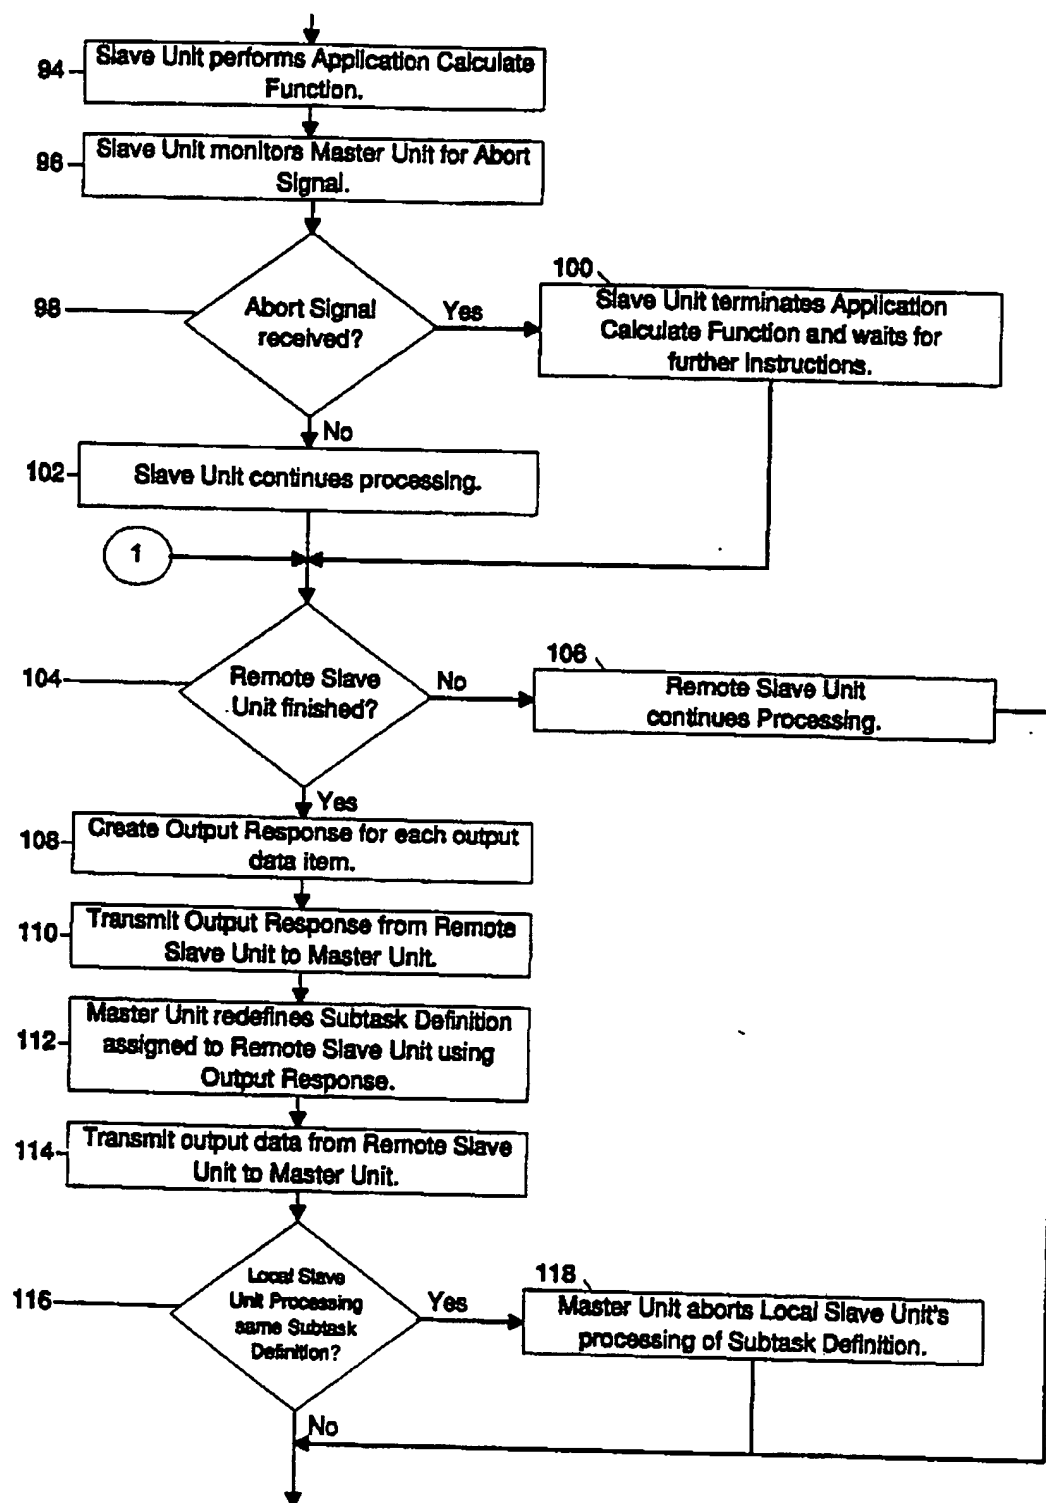 94
Slave Unit performs Application Calculate
Function.
96
Slave Unit monitors Master Unit for Abort
Signal.
98
Abort Signal
received?
Yes
100
Slave Unit terminates Application
Calculate Function and waits for
further Instructions.
No
102
Slave Unit continues processing.
1
104
Remote Slave
Unit finished?
No
106
Remote Slave Unit
continues Processing.
Yes
108
Create Output Response for each output
data item.
110
Transmit Output Response from Remote
Slave Unit to Master Unit.
112
Master Unit redefines Subtask Definition
assigned to Remote Slave Unit using
Output Response.
114
Transmit output data from Remote Slave
Unit to Master Unit.
116
Local Slave
Unit Processing
same Subtask
Definition?
Yes
118
Master Unit aborts Local Slave Unit's
processing of Subtask Definition.
No